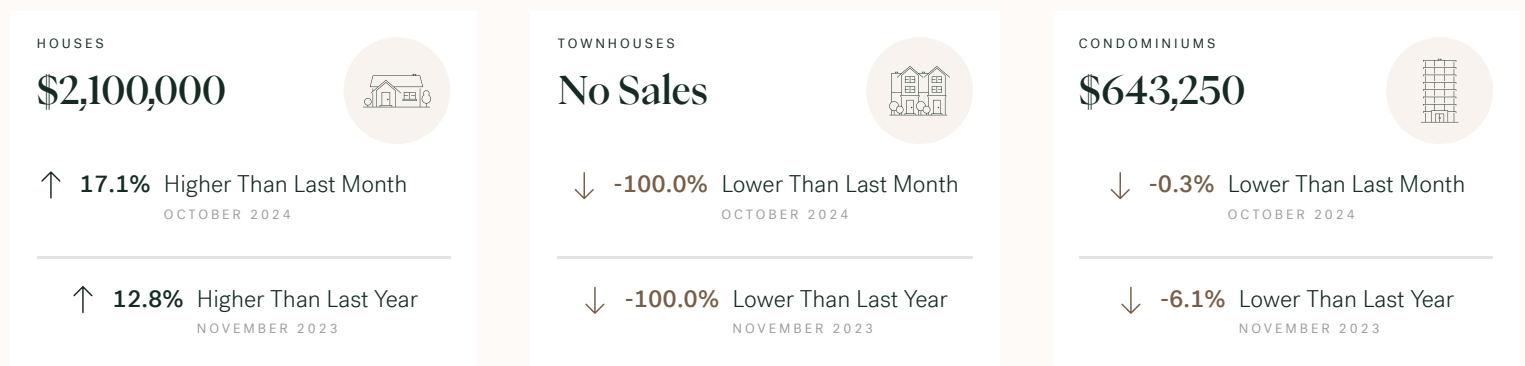 HOUSES
$2,100,000
17.1% Higher Than Last Month
OCTOBER 2024
12.8% Higher Than Last Year
NOVEMBER 2023
TOWNHOUSES
No Sales
-100.0% Lower Than Last Month
OCTOBER 2024
-100.0% Lower Than Last Year
NOVEMBER 2023
CONDOMINIUMS
$643,250
-0.3% Lower Than Last Month
OCTOBER 2024
-6.1% Lower Than Last Year
NOVEMBER 2023